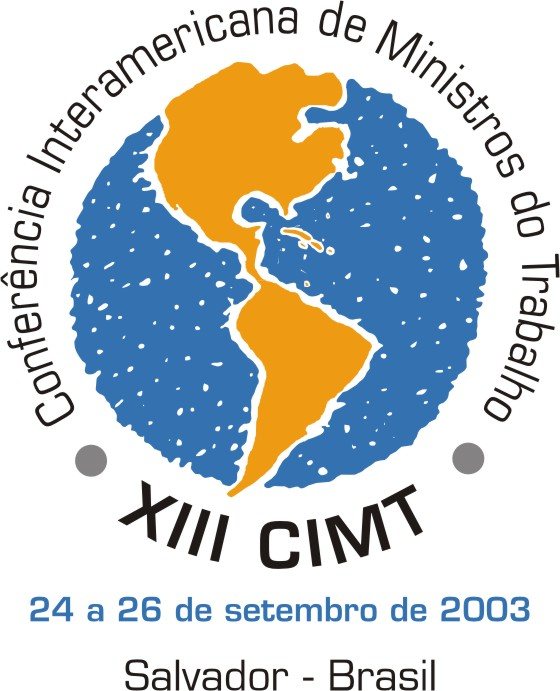 Conferência Interamericana de Ministros do Trabalho
XIII CIMT
24 a 26 de setembro de 2003
Salvador - Brasil